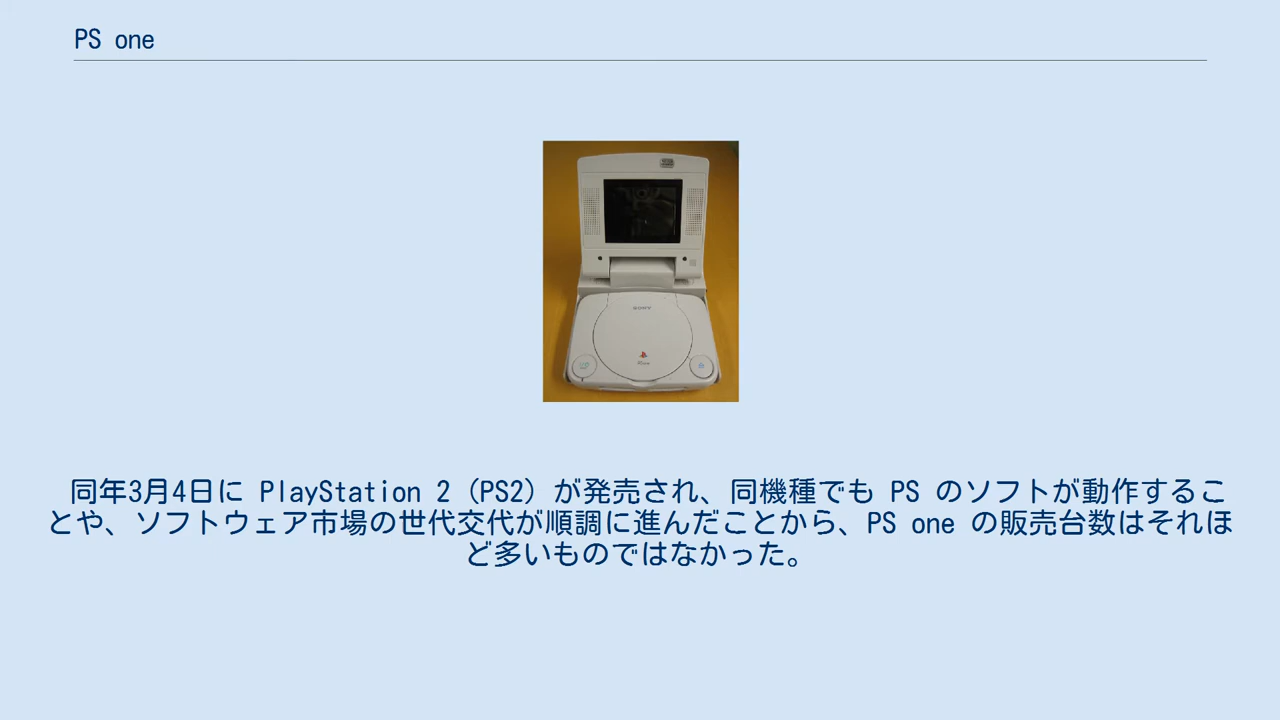 PS one
SONY
同年3月4日に PlayStation 2（PS2）が発売され、同機種でも PS のソフトが動作するこ
とや、ソフトウェア市場の世代交代が順調に進んだことから、PS one の販売台数はそれほ
ど多いものではなかった。